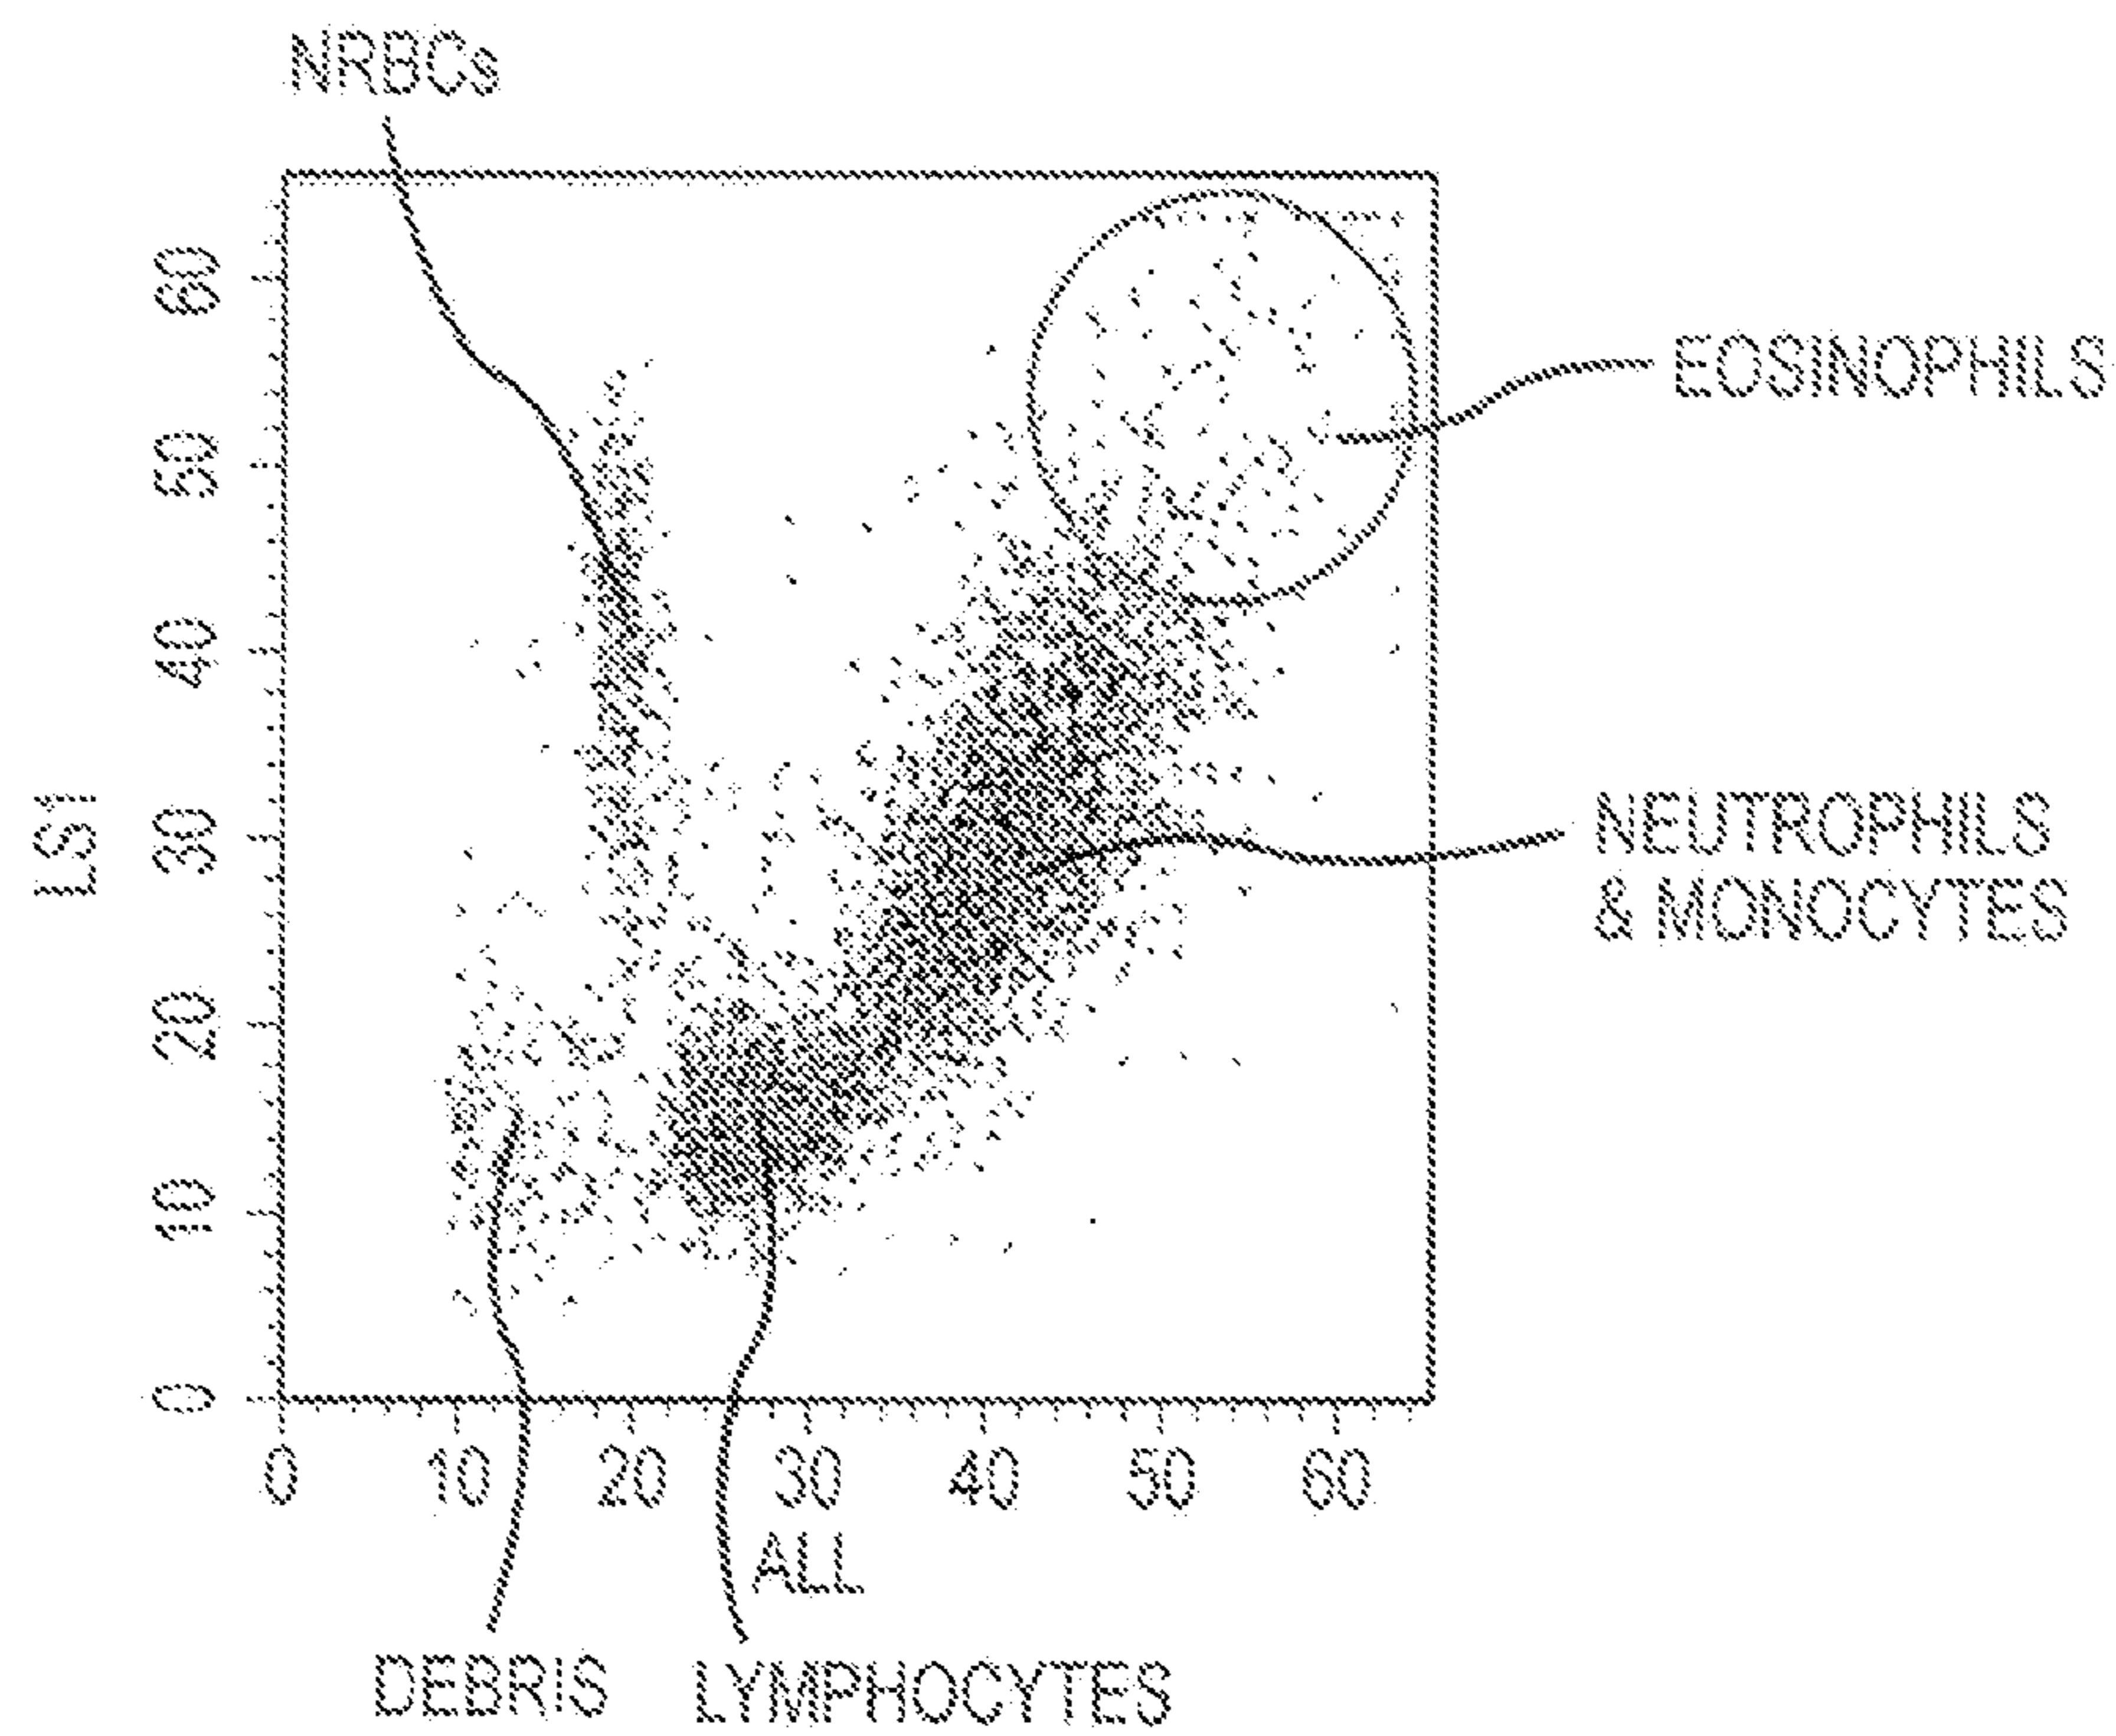 NRBCs
EOSINOPHILS
NEUTROPHILS
& MONOCYTES
LS1
60
50
40
30
20
10
0
0 10 20 30 40 50 60
ALL
DEBRIS LYMPHOCYTES